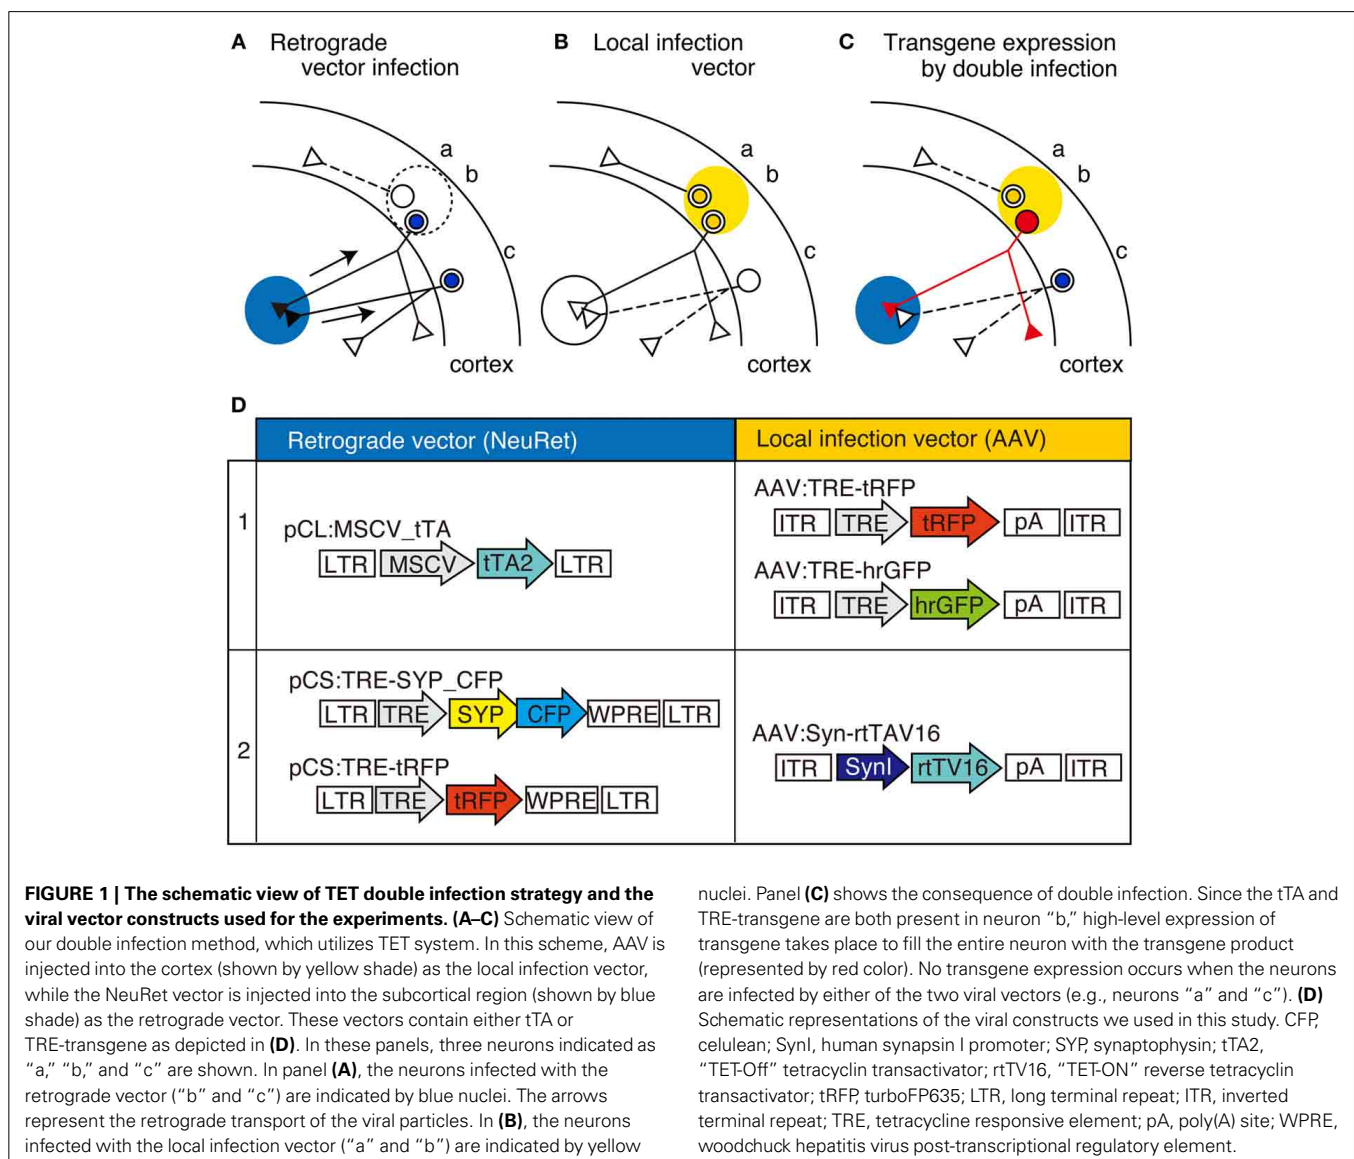 A Retrograde
vector infection
B Local infection
vector
C Transgene expression
by double infection
a
b
c
cortex
a
b
c
cortex
a
b
c
cortex
D
Retrograde vector (NeuRet)
Local infection vector (AAV)
1
pCL:MSCV_tTA
LTR MSCV tTA2 LTR
AAV:TRE-tRFP
ITR TRE tRFP pA ITR
AAV:TRE-hrGFP
ITR TRE hrGFP pA ITR
2
pCS:TRE-SYP_CFP
LTR TRE SYP CFP WPRE LTR
pCS:TRE-tRFP
LTR TRE tRFP WPRE LTR
AAV:Syn-rtTAV16
ITR SynI rtTV16 pA ITR
FIGURE 1 | The schematic view of TET double infection strategy and the
viral vector constructs used for the experiments. (A–C) Schematic view of
our double infection method, which utilizes TET system. In this scheme, AAV is
injected into the cortex (shown by yellow shade) as the local infection vector,
while the NeuRet vector is injected into the subcortical region (shown by blue
shade) as the retrograde vector. These vectors contain either tTA or
TRE-transgene as depicted in (D). In these panels, three neurons indicated as
“a,” “b,” and “c” are shown. In panel (A), the neurons infected with the
retrograde vector (“b” and “c”) are indicated by blue nuclei. The arrows
represent the retrograde transport of the viral particles. In (B), the neurons
infected with the local infection vector (“a” and “b”) are indicated by yellow
nuclei. Panel (C) shows the consequence of double infection. Since the tTA and
TRE-transgene are both present in neuron “b,” high-level expression of
transgene takes place to fill the entire neuron with the transgene product
(represented by red color). No transgene expression occurs when the neurons
are infected by either of the two viral vectors (e.g., neurons “a” and “c”). (D)
Schematic representations of the viral constructs we used in this study. CFP,
celulean; SynI, human synapsin I promoter; SYP, synaptophysin; tTA2,
“TET-Off” tetracyclin transactivator; rtTV16, “TET-ON” reverse tetracyclin
transactivator; tRFP, turboFP635; LTR, long terminal repeat; ITR, inverted
terminal repeat; TRE, tetracycline responsive element; pA, poly(A) site; WPRE,
woodchuck hepatitis virus post-transcriptional regulatory element.